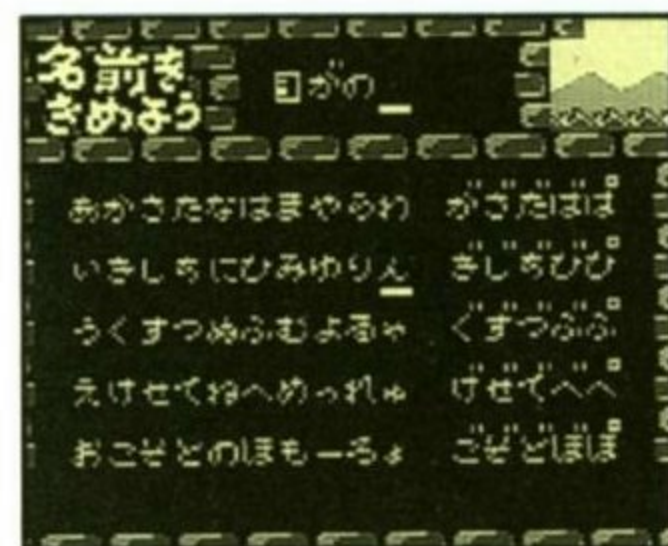 名前を
きめよう
がの
あかさたなはまやらわ がざだばぱ
いきしちにひみゆりん ぎじぢびぴ
うくすつぬふむよるゃ ぐずづぶぷ
えけせてねへめっれゅ げぜでべぺ
おこそとのほもーろょ ごぞどぼぽ